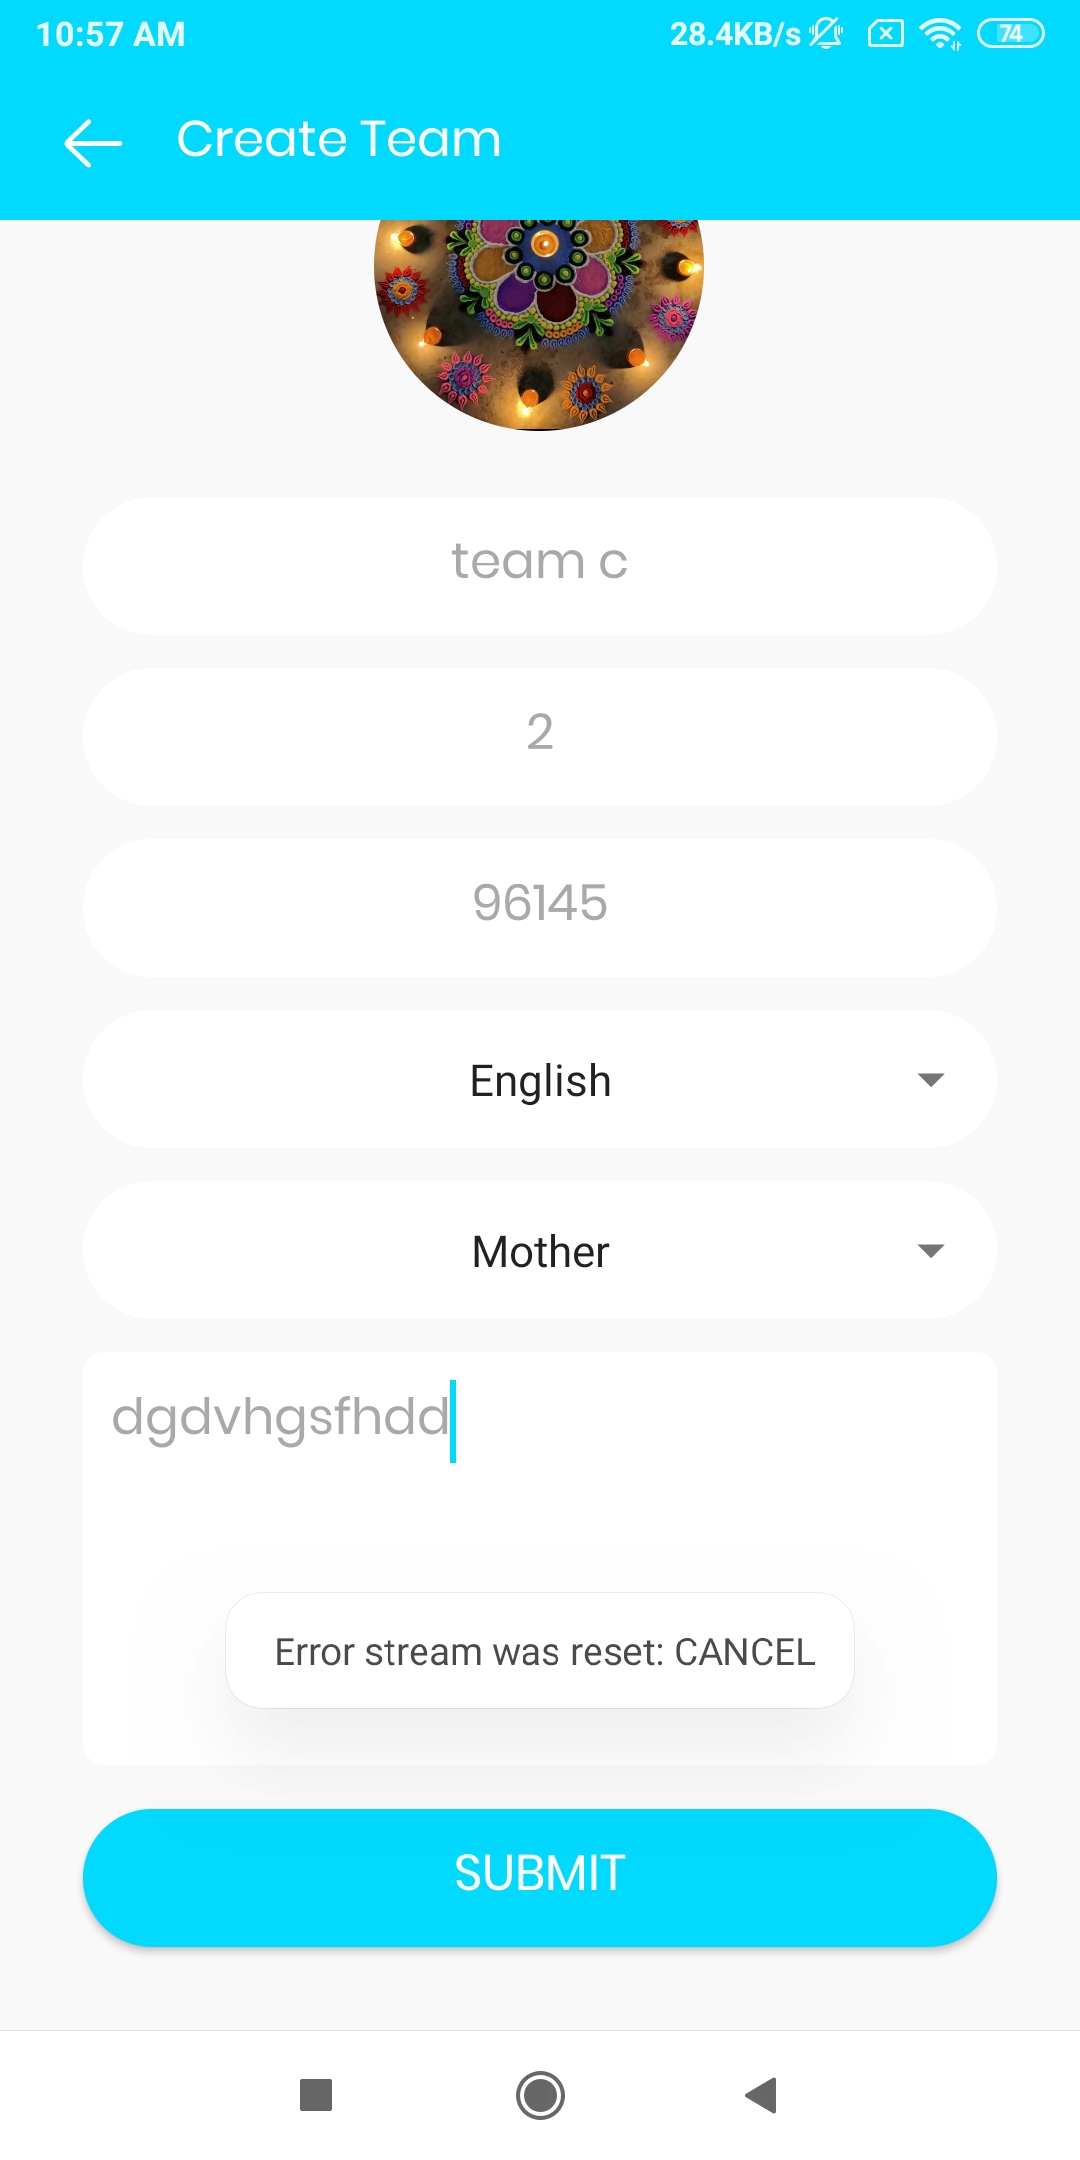 10:57 AM 28.4KB/s 74
Create Team
team c
2
96145
English
Mother
dgdvhgsfhdd
Error stream was reset: CANCEL
SUBMIT